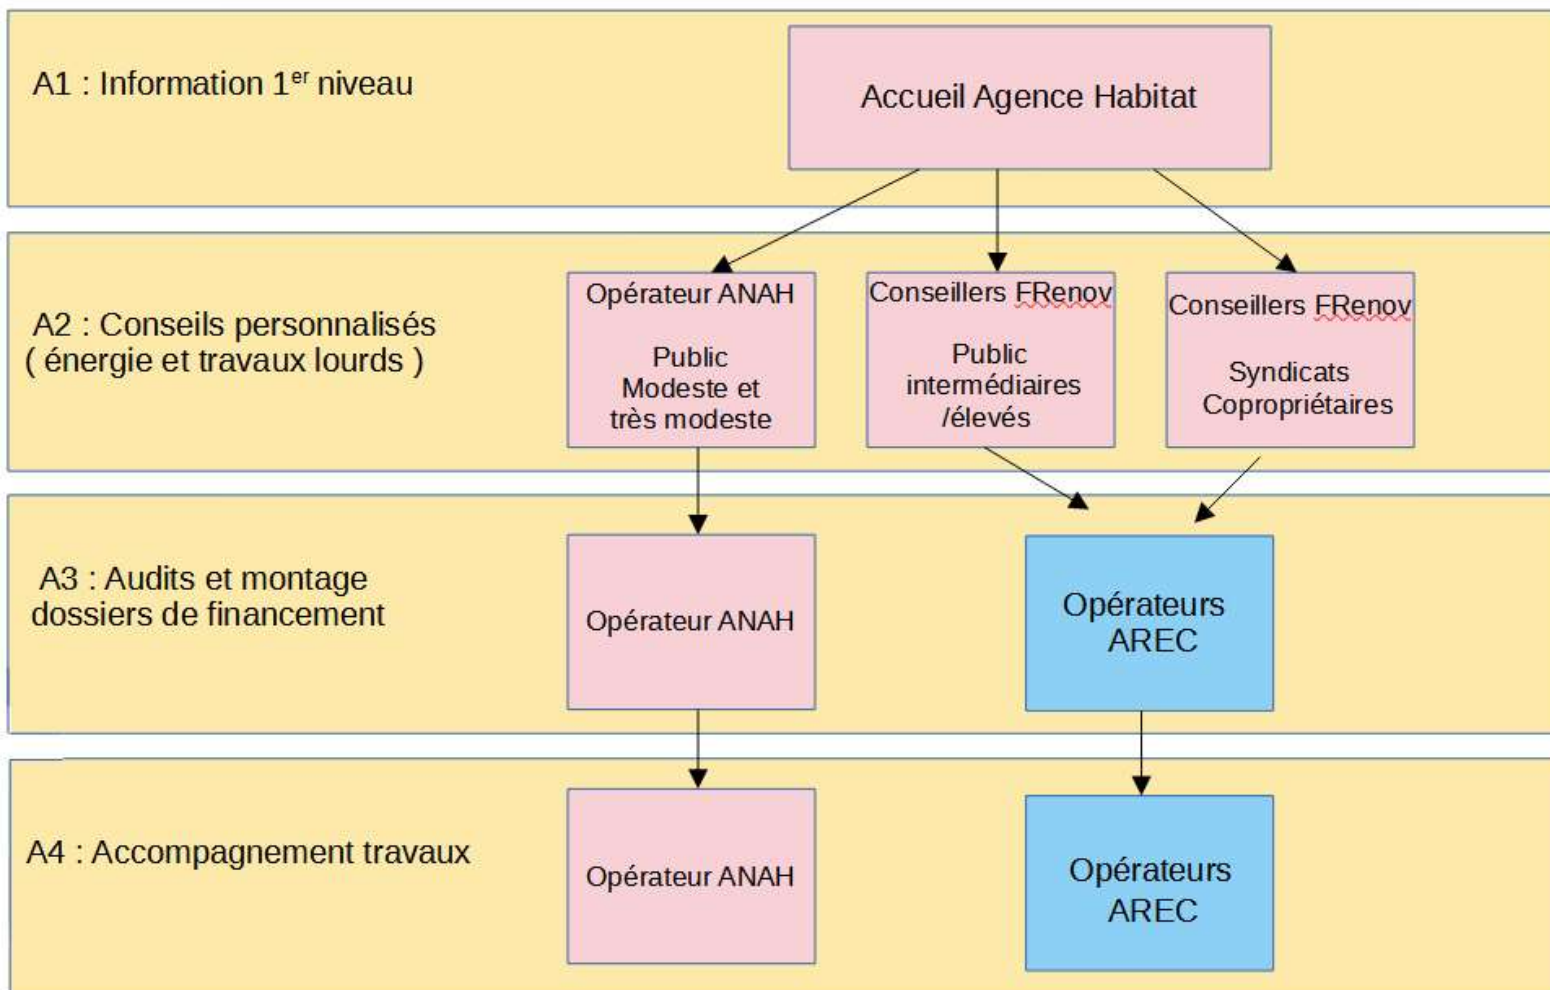 A1 : Information 1er niveau
Accueil Agence Habitat
A2 : Conseils personnalisés
( énergie et travaux lourds )
Opérateur ANAH
Public
Modeste et
très modeste
Conseillers FRenov
Public
intermédiaires
/élevés
Conseillers FRenov
Syndicats
Copropriétaires
A3 : Audits et montage
dossiers de financement
Opérateur ANAH
Opérateurs
AREC
A4 : Accompagnement travaux
Opérateur ANAH
Opérateurs
AREC